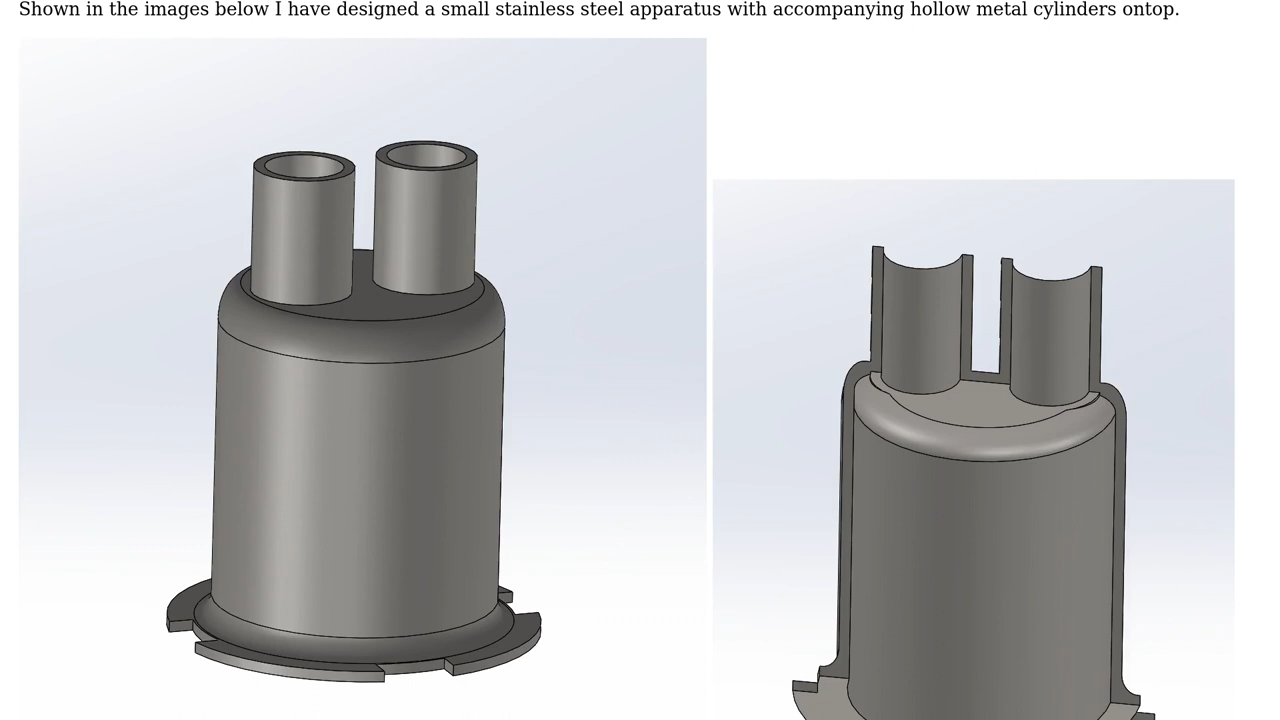 Shown in the images below I have designed a small stainless steel apparatus with accompanying hollow metal cylinders ontop.